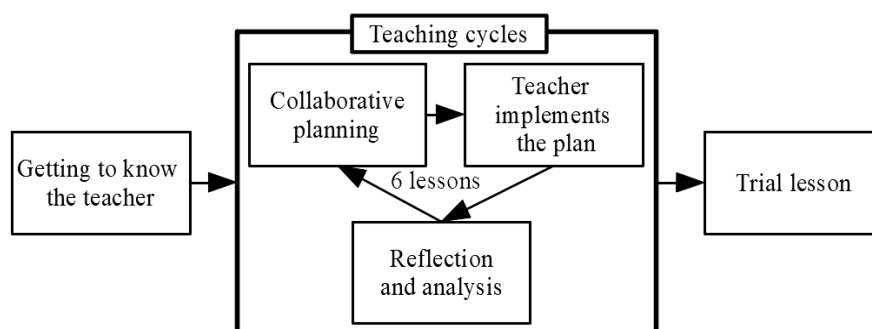 Teaching cycles
Collaborative
planning
Teacher
implements
the plan
Getting to know
the teacher
6 lessons
Trial lesson
Reflection
and analysis